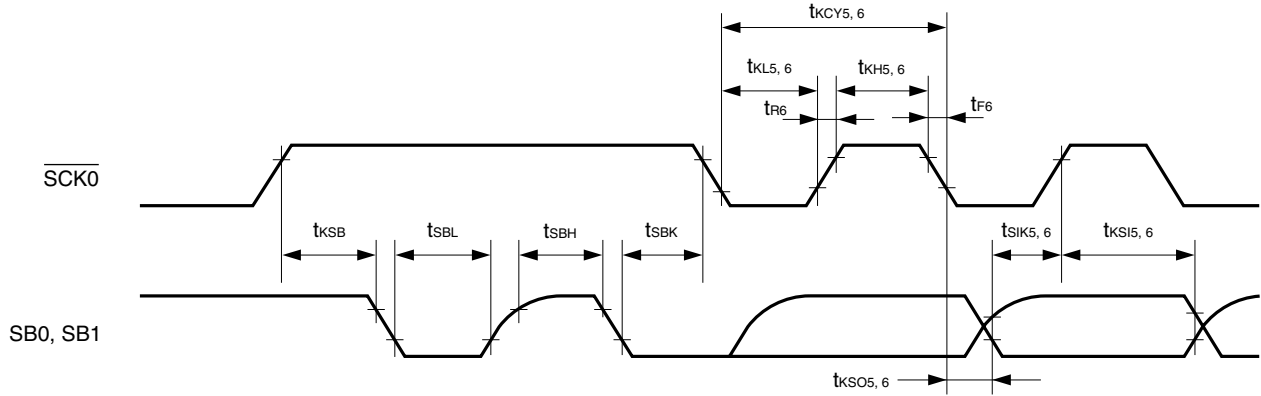 tKCY5, 6
tKL5, 6
tKH5, 6
tR6
tF6
SCK0
tKSB
tSBL
tSBH
tSBK
tSIK5, 6
tKSI5, 6
SB0, SB1
tKSO5, 6